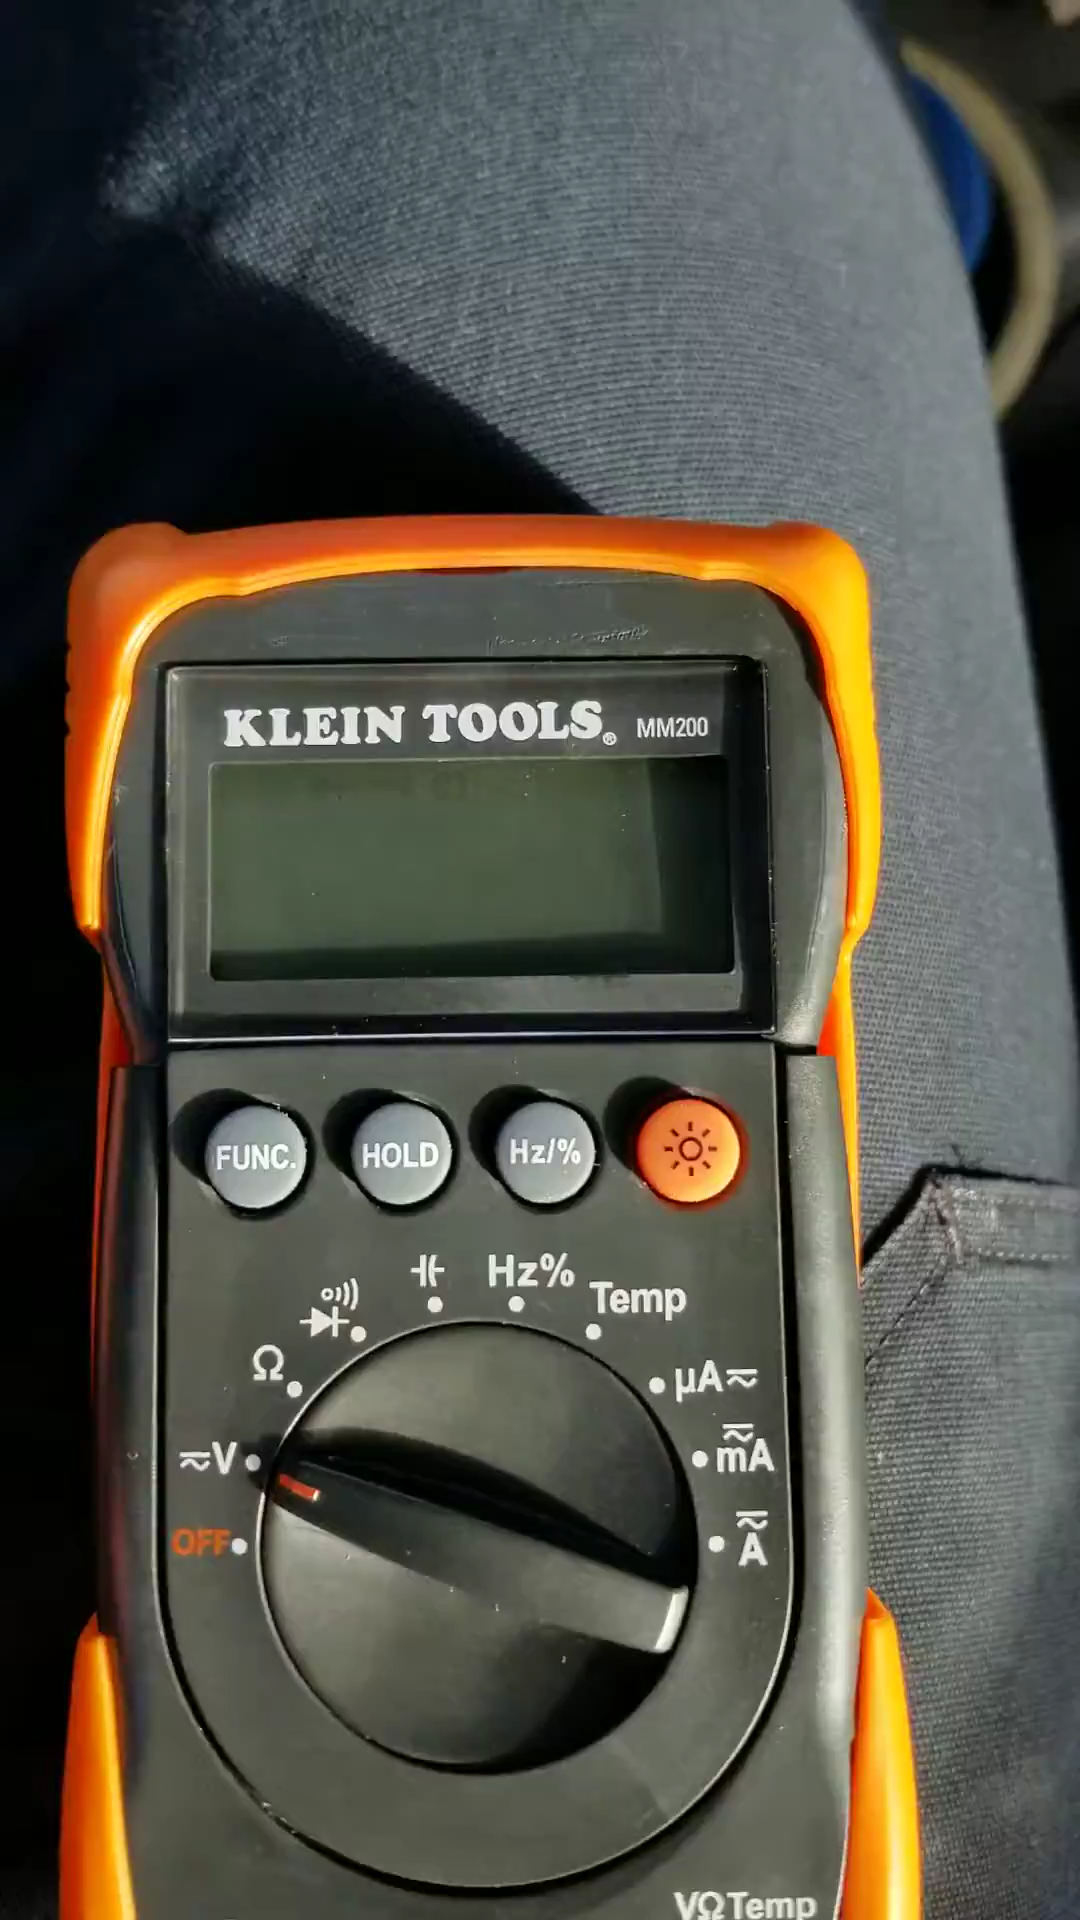 KLEIN TOOLS® MM200
FUNC. HOLD Hz/%
Hz%
Temp
Ω
µA
V
mA
OFF
A
VΩTemp